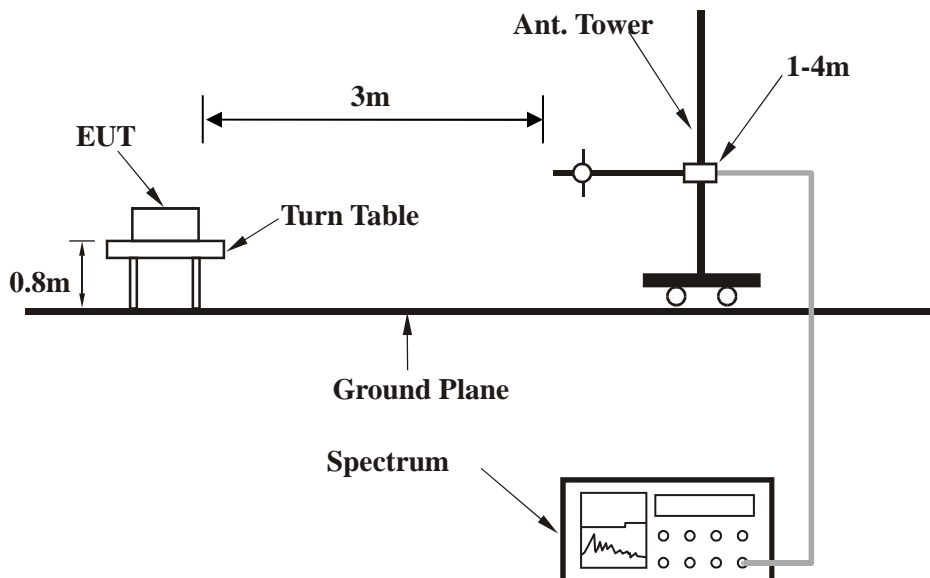 Ant. Tower
1-4m
3m
EUT
Turn Table
0.8m
Ground Plane
Spectrum